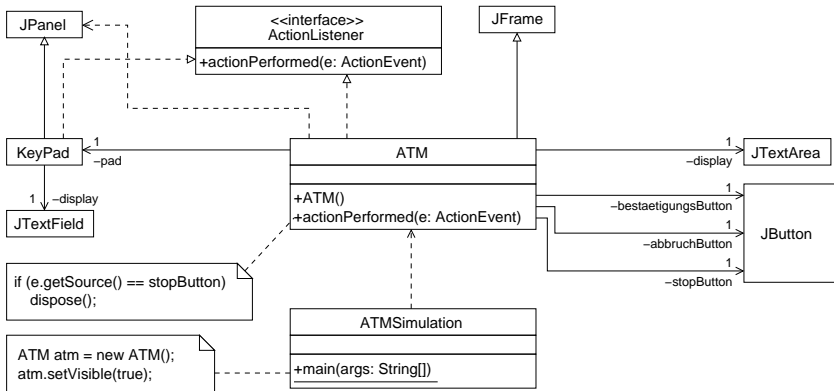 JPanel
<<interface>>
ActionListener
+actionPerformed(e: ActionEvent)
JFrame
KeyPad
1
–pad
ATM
+ATM()
+actionPerformed(e: ActionEvent)
1
–display
JTextArea
1
–display
JTextField
1
–bestaetigungsButton
1
–abbruchButton
1
–stopButton
JButton
if (e.getSource() == stopButton)
dispose();
ATMSimulation
+main(args: String[])
ATM atm = new ATM();
atm.setVisible(true);